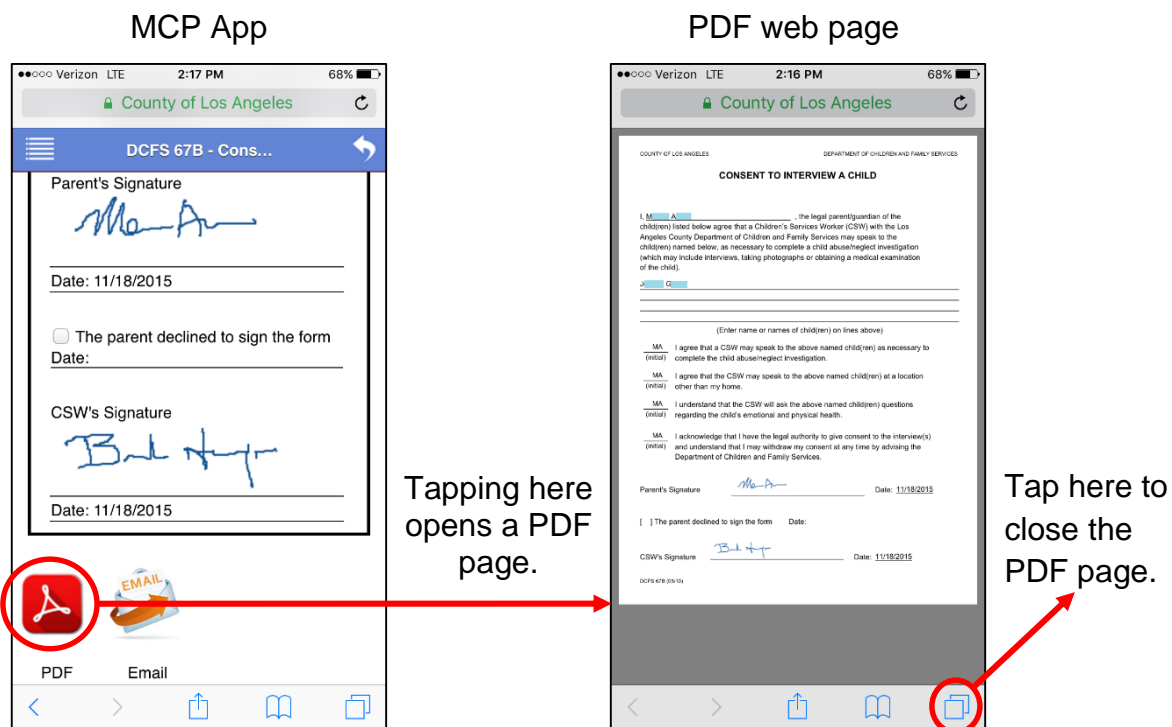 MCP App
PDF web page
Verizon LTE 2:17 PM 68%
County of Los Angeles
DCFS 67B - Cons...
Parent's Signature
Date: 11/18/2015
The parent declined to sign the form
Date:
CSW's Signature
Date: 11/18/2015
EMAIL
PDF Email
Tapping here
opens a PDF
page.
Verizon LTE 2:16 PM 68%
County of Los Angeles
COUNTY OF LOS ANGELES DEPARTMENT OF CHILDREN AND FAMILY SERVICES
CONSENT TO INTERVIEW A CHILD
I, M A , the legal parent/guardian of the
child(ren) listed below agree that a Children's Services Worker (CSW) with the Los
Angeles County Department of Children and Family Services may speak to the
child(ren) named below, as necessary to complete a child abuse/neglect investigation
(which may include interviews, taking photographs or obtaining a medical examination
of the child).
J G
(Enter name or names of child(ren) on lines above)
MA I agree that a CSW may speak to the above named child(ren) as necessary to
(initial) complete the child abuse/neglect investigation.
MA I agree that the CSW may speak to the above named child(ren) at a location
(initial) other than my home.
MA I understand that the CSW will ask the above named child(ren) questions
(initial) regarding the child's emotional and physical health.
MA I acknowledge that I have the legal authority to give consent to the interview(s)
(initial) and understand that I may withdraw my consent at any time by advising the
Department of Children and Family Services.
Parent's Signature Date: 11/18/2015
[ ] The parent declined to sign the form Date:
CSW's Signature Date: 11/18/2015
DCFS 67B (05/10)
Tap here to
close the
PDF page.